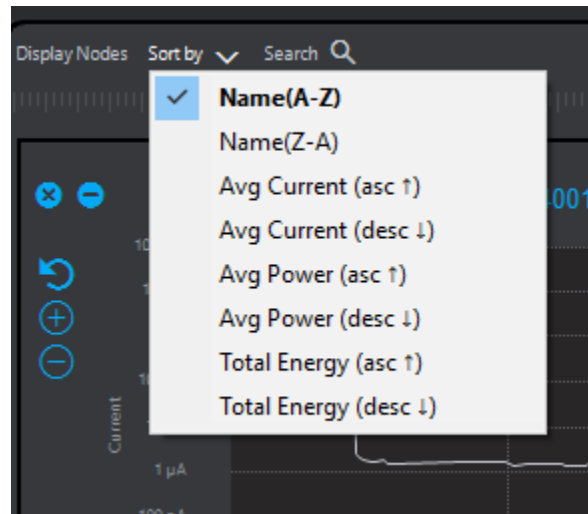 Display Nodes Sort by Search
Name(A-Z)
Name(Z-A)
Avg Current (asc ↑)
Avg Current (desc ↓)
Avg Power (asc ↑)
Avg Power (desc ↓)
Total Energy (asc ↑)
Total Energy (desc ↓)
Current
1 µA